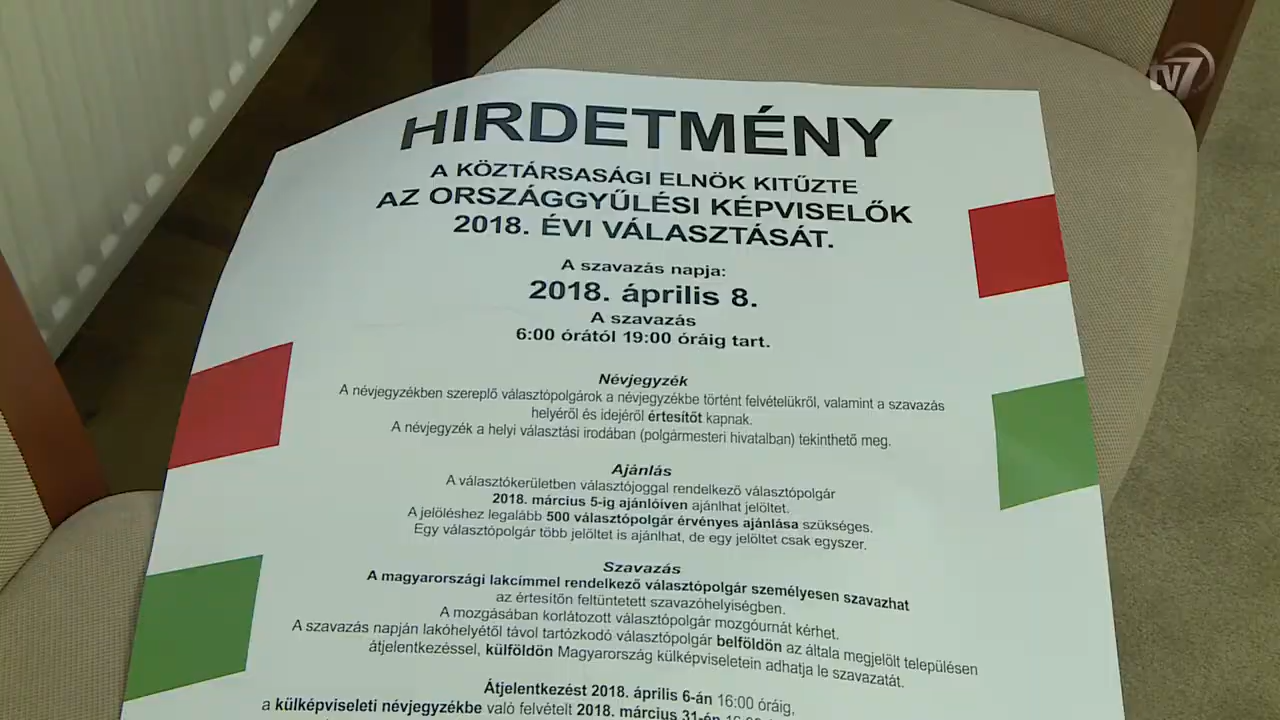 tv7
HIRDETMÉNY
A KÖZTÁRSASÁGI ELNÖK KITŰZTE
AZ ORSZÁGGYŰLÉSI KÉPVISELŐK
2018. ÉVI VÁLASZTÁSÁT.
A szavazás napja:
2018. április 8.
A szavazás
6:00 órától 19:00 óráig tart.
Névjegyzék
A névjegyzékben szereplő választópolgárok a névjegyzékbe történt felvételükről, valamint a szavazás
helyéről és idejéről értesítőt kapnak.
A névjegyzék a helyi választási irodában (polgármesteri hivatalban) tekinthető meg.
Ajánlás
A választókerületben választójoggal rendelkező választópolgár
2018. március 5-ig ajánlóíven ajánlhat jelöltet.
A jelöléshez legalább 500 választópolgár érvényes ajánlása szükséges.
Egy választópolgár több jelöltet is ajánlhat, de egy jelöltet csak egyszer.
Szavazás
A magyarországi lakcímmel rendelkező választópolgár személyesen szavazhat
az értesítőn feltüntetett szavazóhelyiségben.
A mozgásában korlátozott választópolgár mozgóurnát kérhet.
A szavazás napján lakóhelyétől távol tartózkodó választópolgár belföldön az általa megjelölt településen
átjelentkezéssel, külföldön Magyarország külképviseletein adhatja le szavazatát.
Átjelentkezést 2018. április 6-án 16:00 óráig,
a külképviseleti névjegyzékbe való felvételt 2018. március 31-én